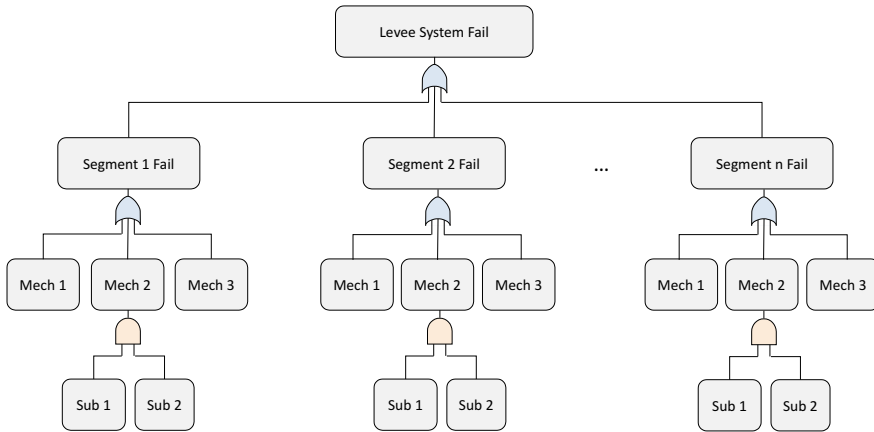 Levee System Fail
Segment 1 Fail
Segment 2 Fail
...
Segment n Fail
Mech 1
Mech 2
Mech 3
Mech 1
Mech 2
Mech 3
Mech 1
Mech 2
Mech 3
Sub 1
Sub 2
Sub 1
Sub 2
Sub 1
Sub 2